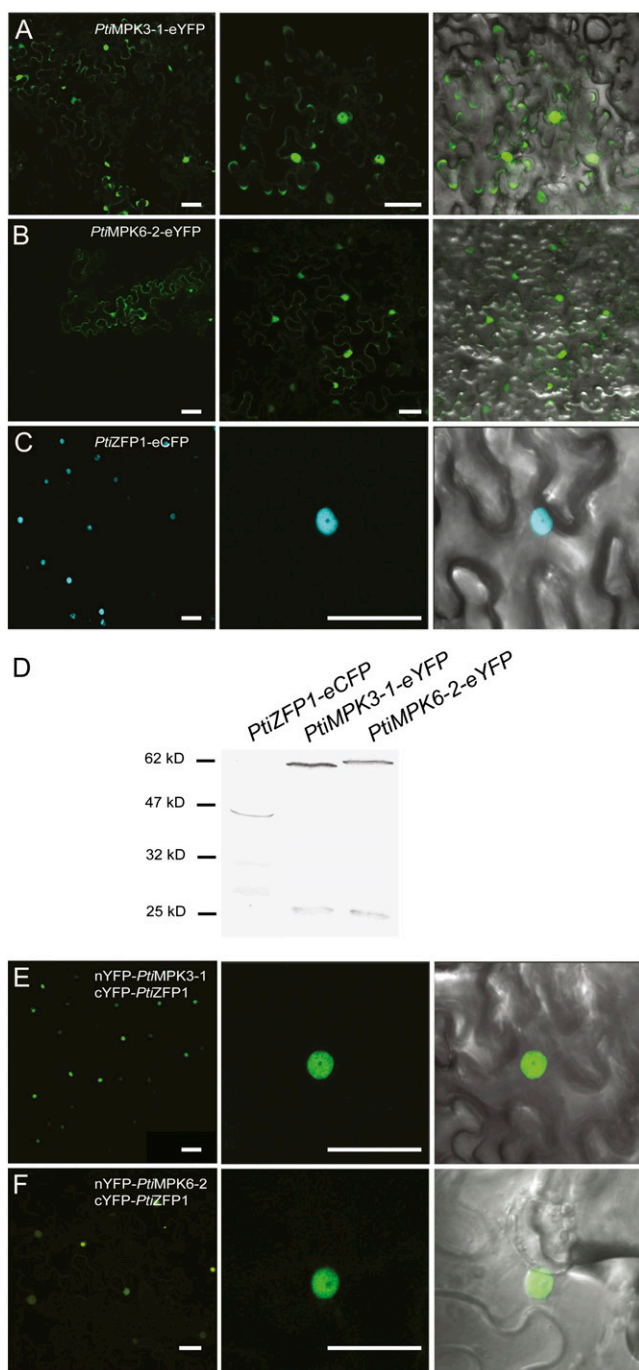 A
PtiMPK3-1-eYFP
B
PtiMPK6-2-eYFP
C
PtiZFP1-eCFP
D
PtiZFP1-eCFP
PtiMPK3-1-eYFP
PtiMPK6-2-eYFP
62 kD
47 kD
32 kD
25 kD
E
nYFP-PtiMPK3-1
cYFP-PtiZFP1
F
nYFP-PtiMPK6-2
cYFP-PtiZFP1